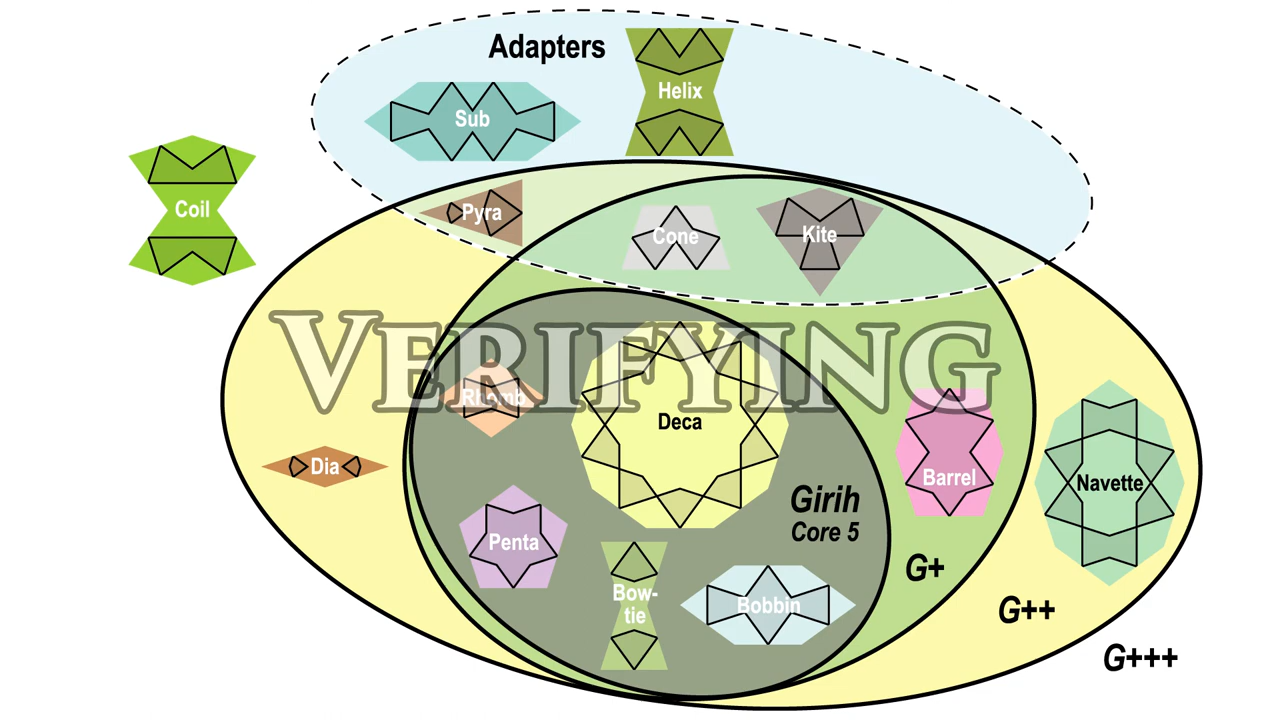 Adapters
Helix
Sub
Coil
Pyra
Cone
Kite
VERIFYING
Rhomb
Deca
Dia
Barrel
Navette
Girih
Core 5
Penta
G+
Bow-
tie
Bobbin
G++
G+++